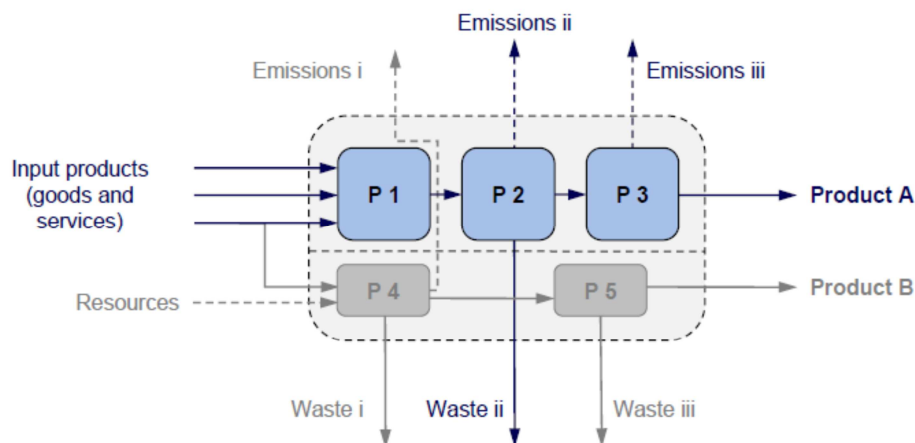 Emissions ii
Emissions i
Emissions iii
Input products
(goods and
services)
P 1
P 2
P 3
Product A
Resources
P 4
P 5
Product B
Waste i
Waste ii
Waste iii